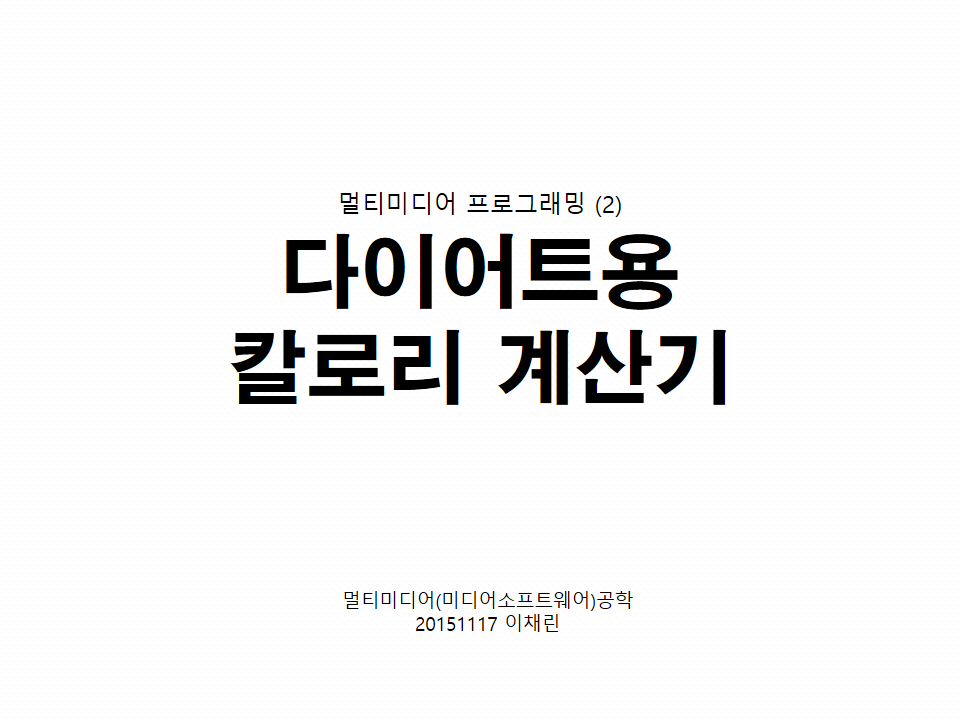 멀티미디어 프로그래밍 (2)
다이어트용
칼로리 계산기
멀티미디어(미디어소프트웨어)공학
20151117 이채린